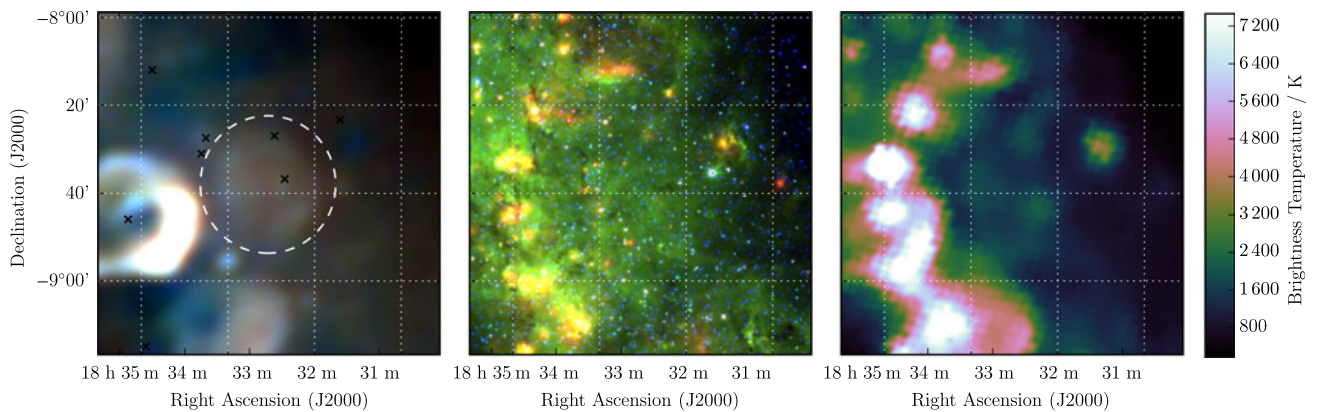 −8°00'
20'
40'
−9°00'
Declination (J2000)
18 h 35 m 34 m 33 m 32 m 31 m
Right Ascension (J2000)
18 h 35 m 34 m 33 m 32 m 31 m
Right Ascension (J2000)
18 h 35 m 34 m 33 m 32 m 31 m
Right Ascension (J2000)
7200
6400
5600
4800
4000
3200
2400
1600
800
Brightness Temperature / K